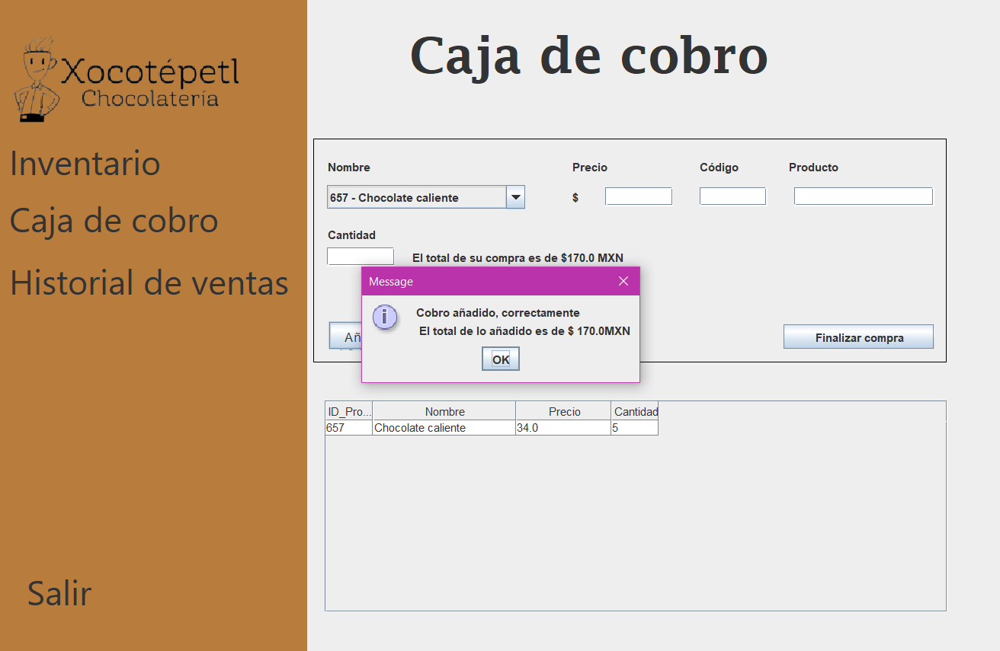 Xocotépetl
Chocolatería
Inventario
Caja de cobro
Historial de ventas
Salir
Caja de cobro
Nombre Precio Código Producto
657 - Chocolate caliente $
Cantidad
El total de su compra es de $170.0 MXN
Message
Cobro añadido, correctamente
El total de lo añadido es de $ 170.0MXN
OK
Añ
Finalizar compra
ID_Pro... Nombre Precio Cantidad
657 Chocolate caliente 34.0 5